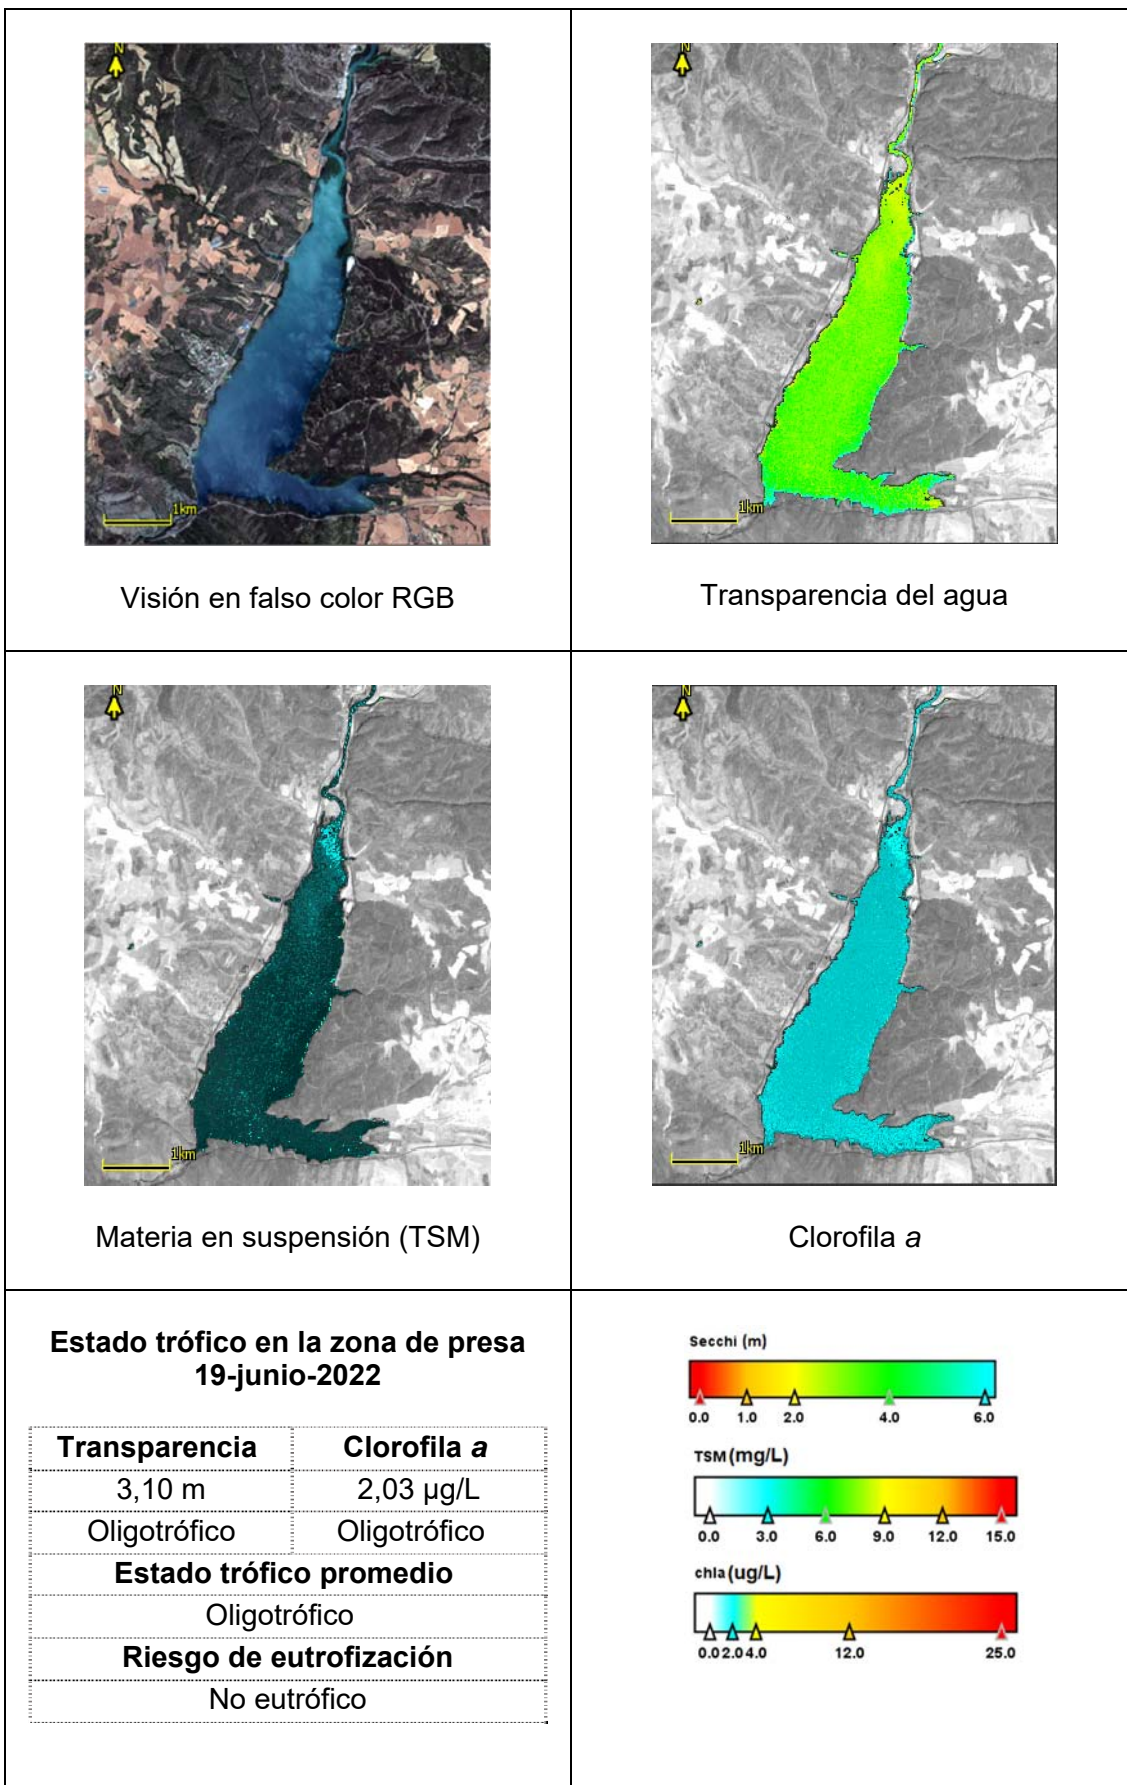 N
1km
Visión en falso color RGB
N
1km
Transparencia del agua
N
1km
Materia en suspensión (TSM)
N
1km
Clorofila a
Estado trófico en la zona de presa
19-junio-2022
Transparencia Clorofila a
3,10 m 2,03 µg/L
Oligotrófico Oligotrófico
Estado trófico promedio
Oligotrófico
Riesgo de eutrofización
No eutrófico
Secchi (m)
0.0 1.0 2.0 4.0 6.0
TSM (mg/L)
0.0 3.0 6.0 9.0 12.0 15.0
chla (ug/L)
0.0 2.0 4.0 12.0 25.0